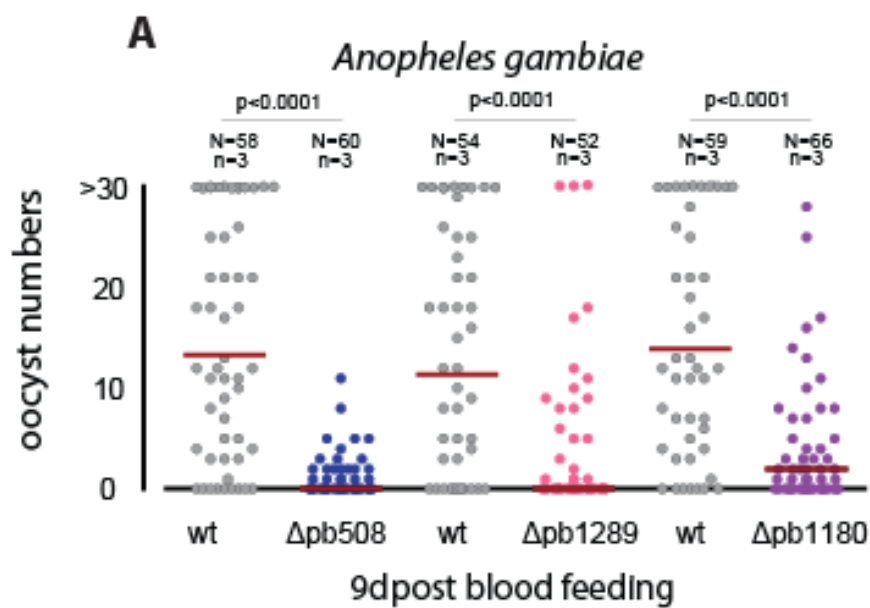 A
Anopheles gambiae
p<0.0001 p<0.0001 p<0.0001
N=58 N=60 N=54 N=52 N=59 N=66
n=3 n=3 n=3 n=3 n=3 n=3
oocyst numbers
>30
20
10
0
wt Δpb508 wt Δpb1289 wt Δpb1180
9dpost blood feeding